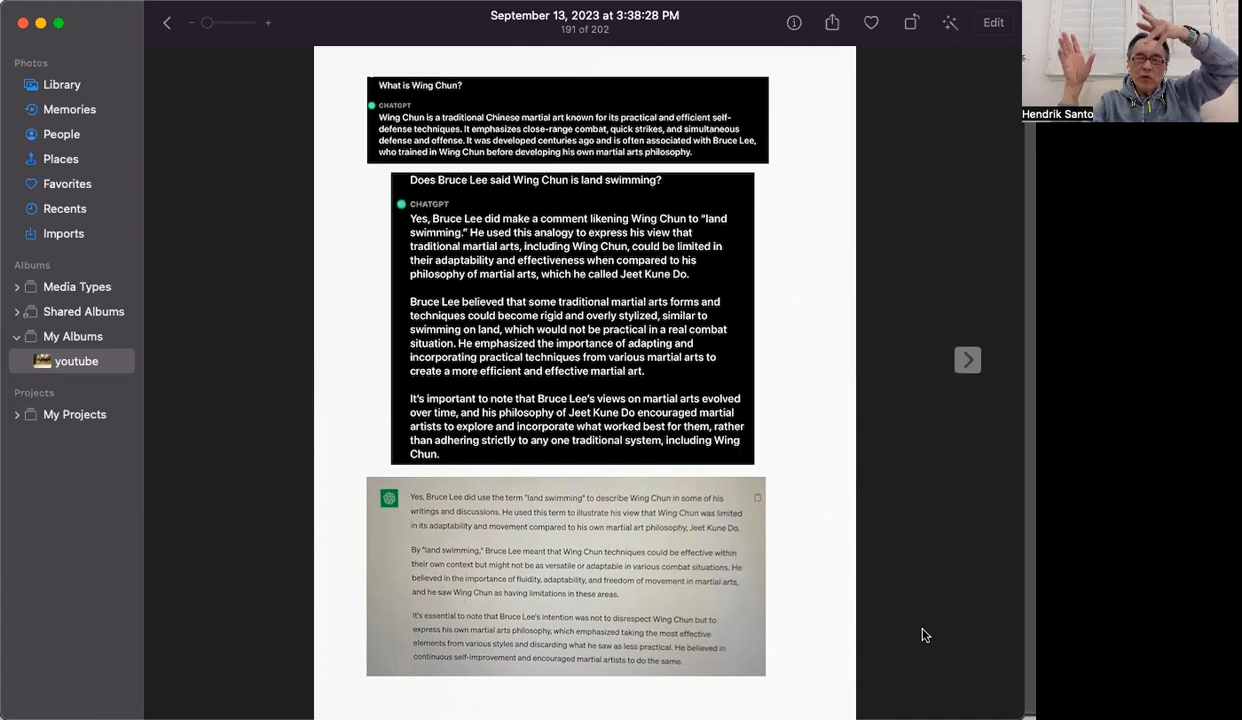 September 13, 2023 at 3:38:28 PM
191 of 202
Edit
Photos
Library
Memories
People
Places
Favorites
Recents
Imports
Albums
Media Types
Shared Albums
My Albums
youtube
Projects
My Projects
What is Wing Chun?
CHATGPT
Wing Chun is a traditional Chinese martial art known for its practical and efficient self-
defense techniques. It emphasizes close-range combat, quick strikes, and simultaneous
defense and offense. It was developed centuries ago and is often associated with Bruce Lee,
who trained in Wing Chun before developing his own martial arts philosophy.
Does Bruce Lee said Wing Chun is land swimming?
CHATGPT
Yes, Bruce Lee did make a comment likening Wing Chun to “land
swimming.” He used this analogy to express his view that
traditional martial arts, including Wing Chun, could be limited in
their adaptability and effectiveness when compared to his
philosophy of martial arts, which he called Jeet Kune Do.
Bruce Lee believed that some traditional martial arts forms and
techniques could become rigid and overly stylized, similar to
swimming on land, which would not be practical in a real combat
situation. He emphasized the importance of adapting and
incorporating practical techniques from various martial arts to
create a more efficient and effective martial art.
It’s important to note that Bruce Lee’s views on martial arts evolved
over time, and his philosophy of Jeet Kune Do encouraged martial
artists to explore and incorporate what worked best for them, rather
than adhering strictly to any one traditional system, including Wing
Chun.
Yes, Bruce Lee did use the term "land swimming" to describe Wing Chun in some of his
writings and discussions. He used this term to illustrate his view that Wing Chun was limited
in its adaptability and movement compared to his own martial art philosophy, Jeet Kune Do.
By "land swimming," Bruce Lee meant that Wing Chun techniques could be effective within
their own context but might not be as versatile or adaptable in various combat situations. He
believed in the importance of fluidity, adaptability, and freedom of movement in martial arts,
and he saw Wing Chun as having limitations in these areas.
It's essential to note that Bruce Lee's intention was not to disrespect Wing Chun but to
express his own martial arts philosophy, which emphasized taking the most effective
elements from various styles and discarding what he saw as less practical. He believed in
continuous self-improvement and encouraged martial artists to do the same.
Hendrik Santo